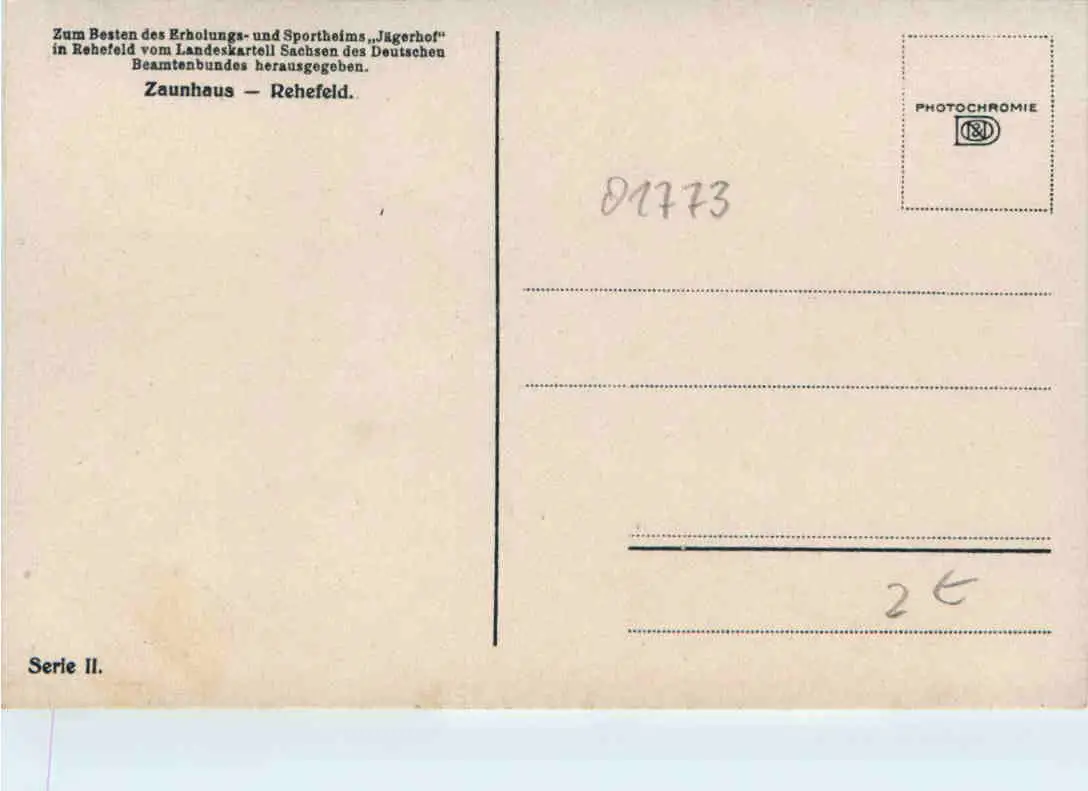 Zum Besten des Erholungs- und Sportheims „Jägerhof“
in Rehefeld vom Landeskartell Sachsen des Deutschen
Beamtenbundes herausgegeben.
Zaunhaus — Rehefeld.
PHOTOCHROMIE
01773
2 €
Serie II.